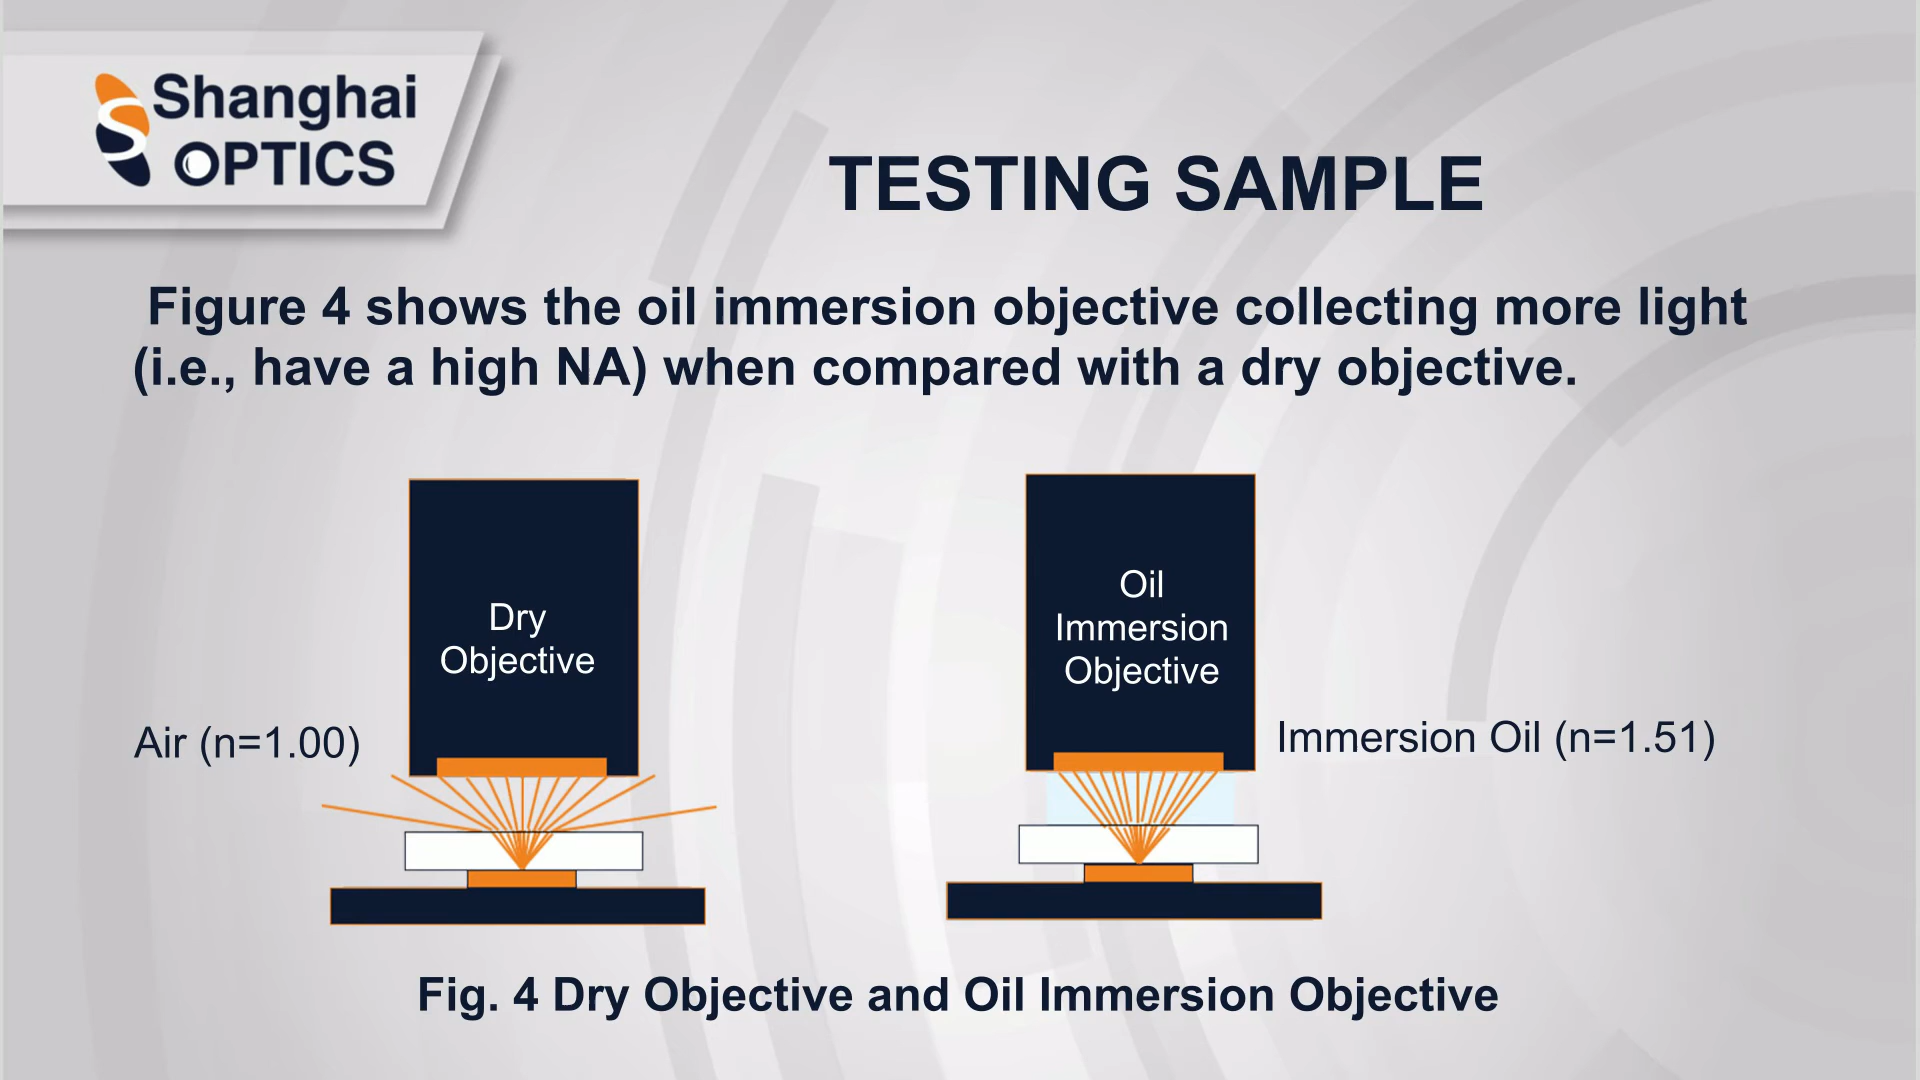 Shanghai
OPTICS
TESTING SAMPLE
Figure 4 shows the oil immersion objective collecting more light
(i.e., have a high NA) when compared with a dry objective.
Dry
Objective
Air (n=1.00)
Oil
Immersion
Objective
Immersion Oil (n=1.51)
Fig. 4 Dry Objective and Oil Immersion Objective